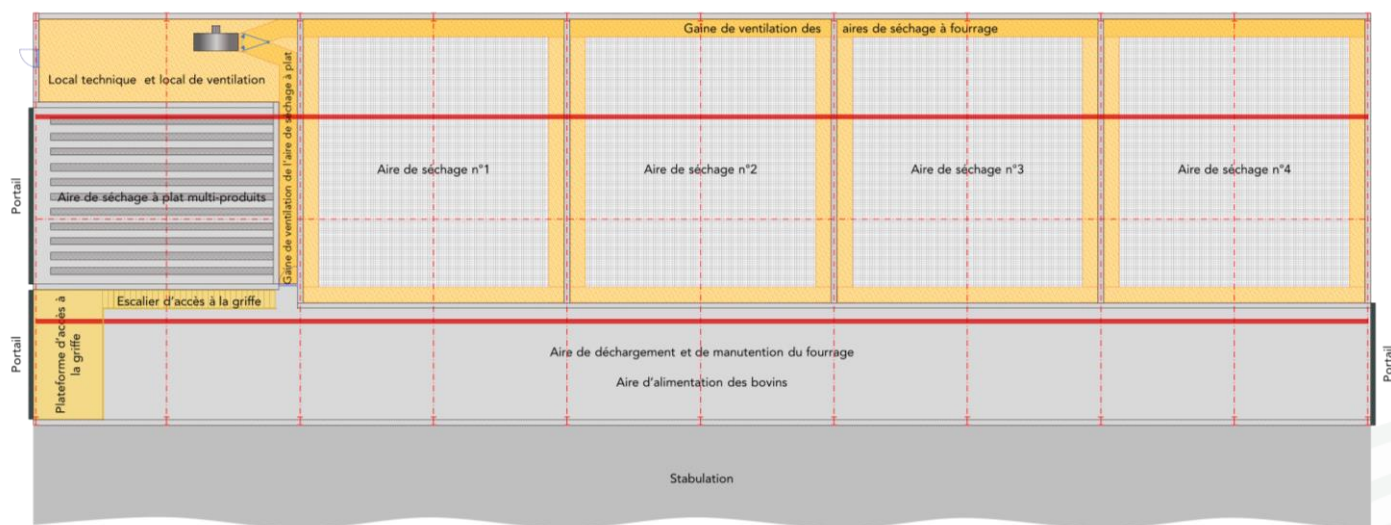 Gaine de ventilation des aires de séchage à fourrage
Local technique et local de ventilation
Gaine de ventilation de l'aire de séchage à plat
Portail
Aire de séchage à plat multi-produits
Aire de séchage n°1
Aire de séchage n°2
Aire de séchage n°3
Aire de séchage n°4
Escalier d'accès à la griffe
Portail
Plateforme d'accès à
la griffe
Aire de déchargement et de manutention du fourrage
Aire d'alimentation des bovins
Portail
Stabulation